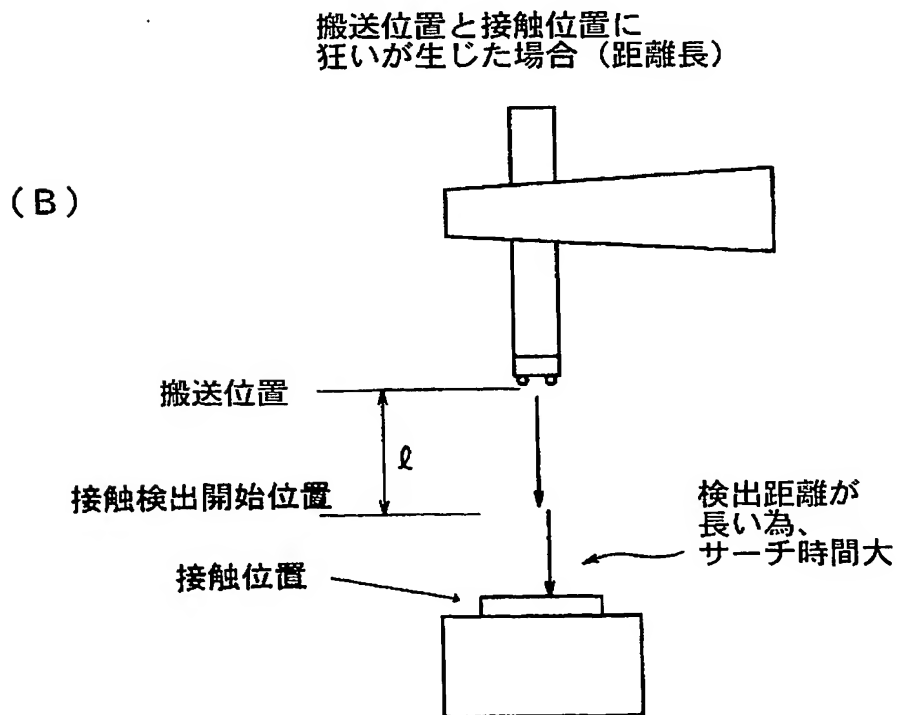 搬送位置と接触位置に
狂いが生じた場合（距離長）
（B）
搬送位置
ℓ
接触検出開始位置
検出距離が
長い為、
サーチ時間大
接触位置